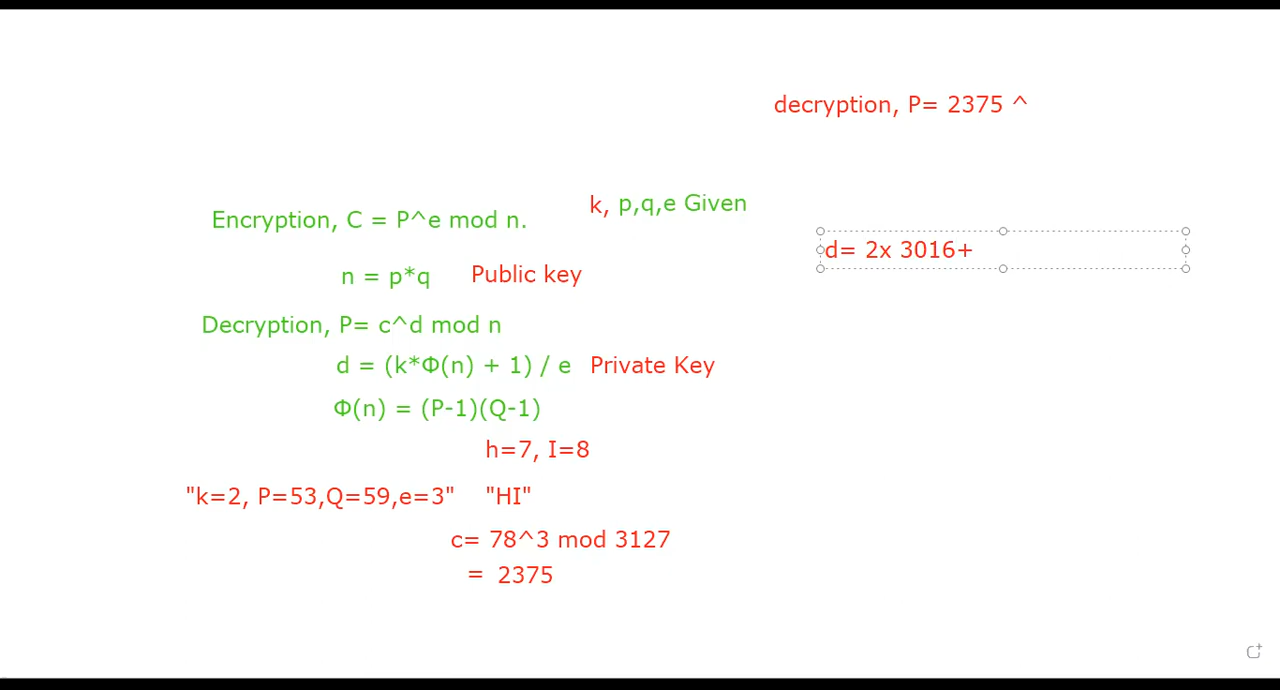 decryption, P= 2375 ^
k, p,q,e Given
Encryption, C = P^e mod n.
d= 2x 3016+
n = p*q Public key
Decryption, P= c^d mod n
d = (k*Φ(n) + 1) / e Private Key
Φ(n) = (P-1)(Q-1)
h=7, I=8
"k=2, P=53,Q=59,e=3" "HI"
c= 78^3 mod 3127
= 2375